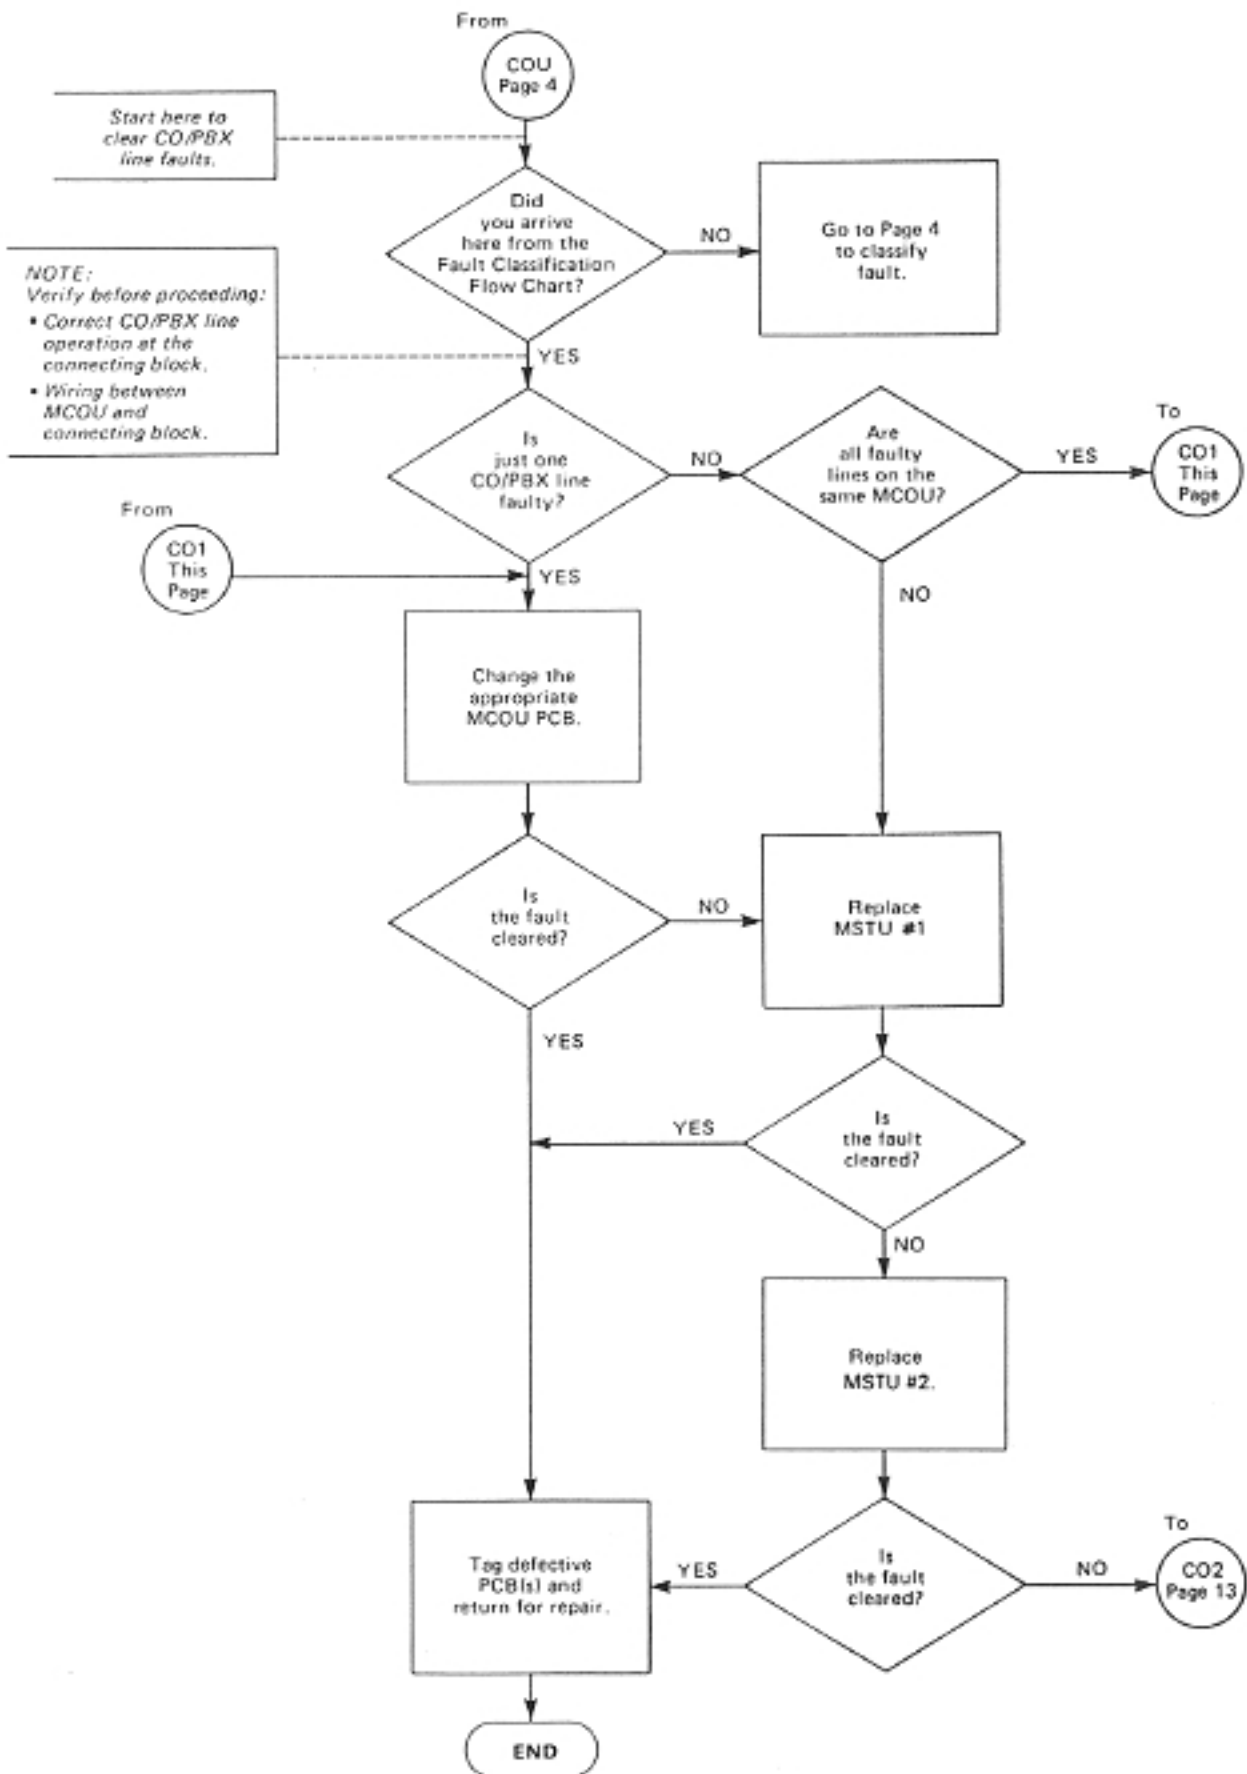 From
COU
Page 4
Start here to
clear CO/PBX
line faults.
Did
you arrive
here from the
Fault Classification
Flow Chart?
NO
Go to Page 4
to classify
fault.
NOTE:
Verify before proceeding:
• Correct CO/PBX line
operation at the
connecting block.
• Wiring between
MCOU and
connecting block.
YES
Is
just one
CO/PBX line
faulty?
NO
Are
all faulty
lines on the
same MCOU?
YES
To
CO1
This
Page
From
CO1
This
Page
YES
NO
Change the
appropriate
MCOU PCB.
Is
the fault
cleared?
NO
Replace
MSTU #1
YES
Is
the fault
cleared?
YES
NO
Replace
MSTU #2.
Tag defective
PCB(s) and
return for repair.
YES
Is
the fault
cleared?
NO
To
CO2
Page 13
END